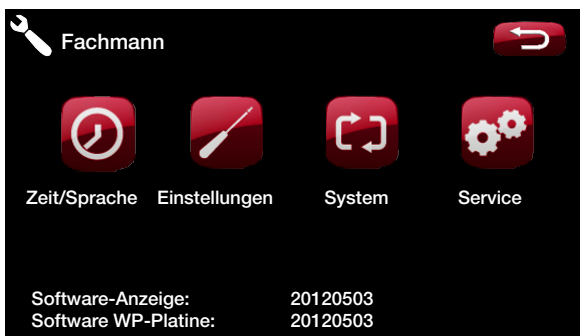 Fachmann
Zeit/Sprache Einstellungen System Service
Software-Anzeige: 20120503
Software WP-Platine: 20120503